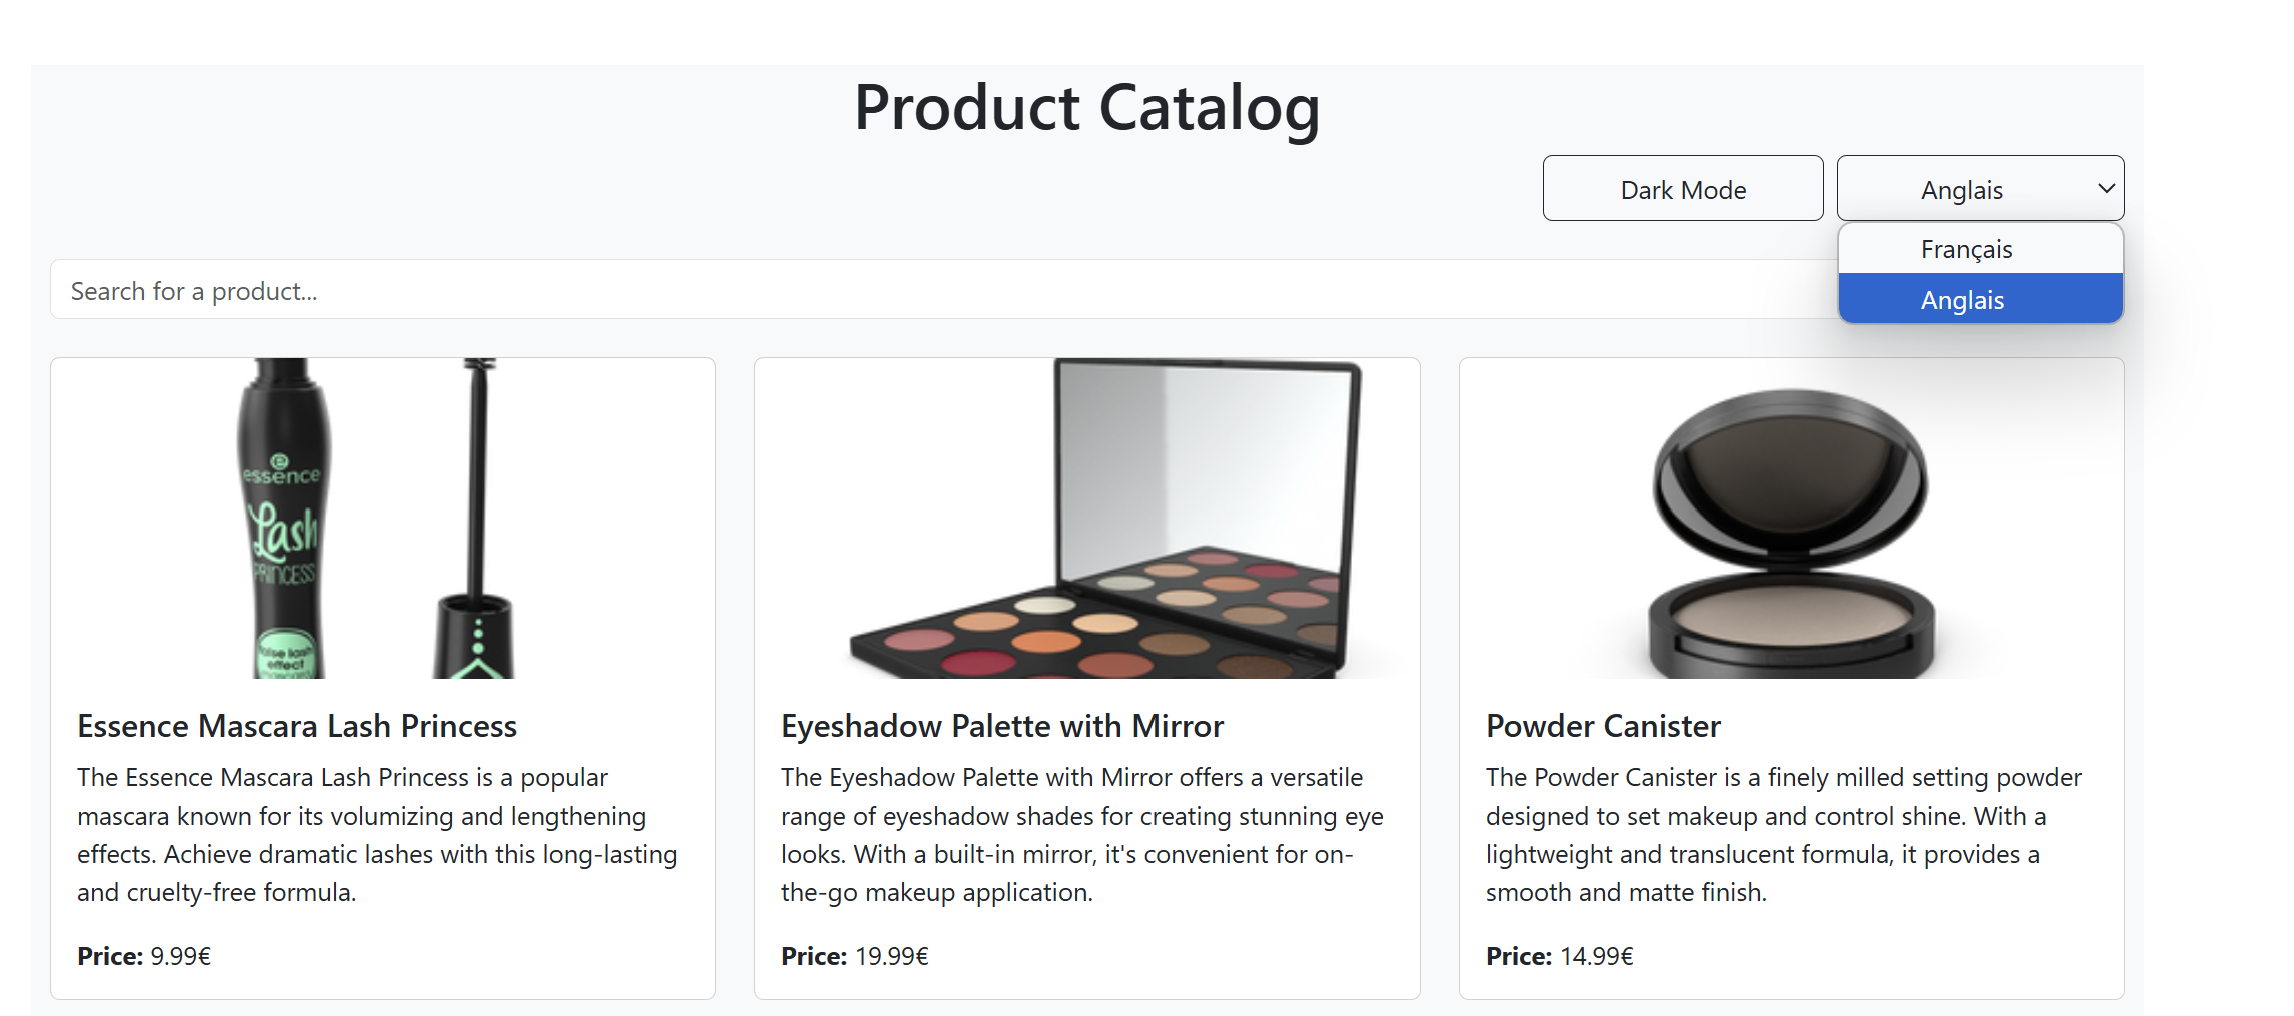 Product Catalog
Dark Mode
Anglais
Français
Anglais
Search for a product...
essence
Lash
PRINCESS
false lash
effect
Essence Mascara Lash Princess
The Essence Mascara Lash Princess is a popular
mascara known for its volumizing and lengthening
effects. Achieve dramatic lashes with this long-lasting
and cruelty-free formula.
Price: 9.99€
Eyeshadow Palette with Mirror
The Eyeshadow Palette with Mirror offers a versatile
range of eyeshadow shades for creating stunning eye
looks. With a built-in mirror, it's convenient for on-
the-go makeup application.
Price: 19.99€
Powder Canister
The Powder Canister is a finely milled setting powder
designed to set makeup and control shine. With a
lightweight and translucent formula, it provides a
smooth and matte finish.
Price: 14.99€